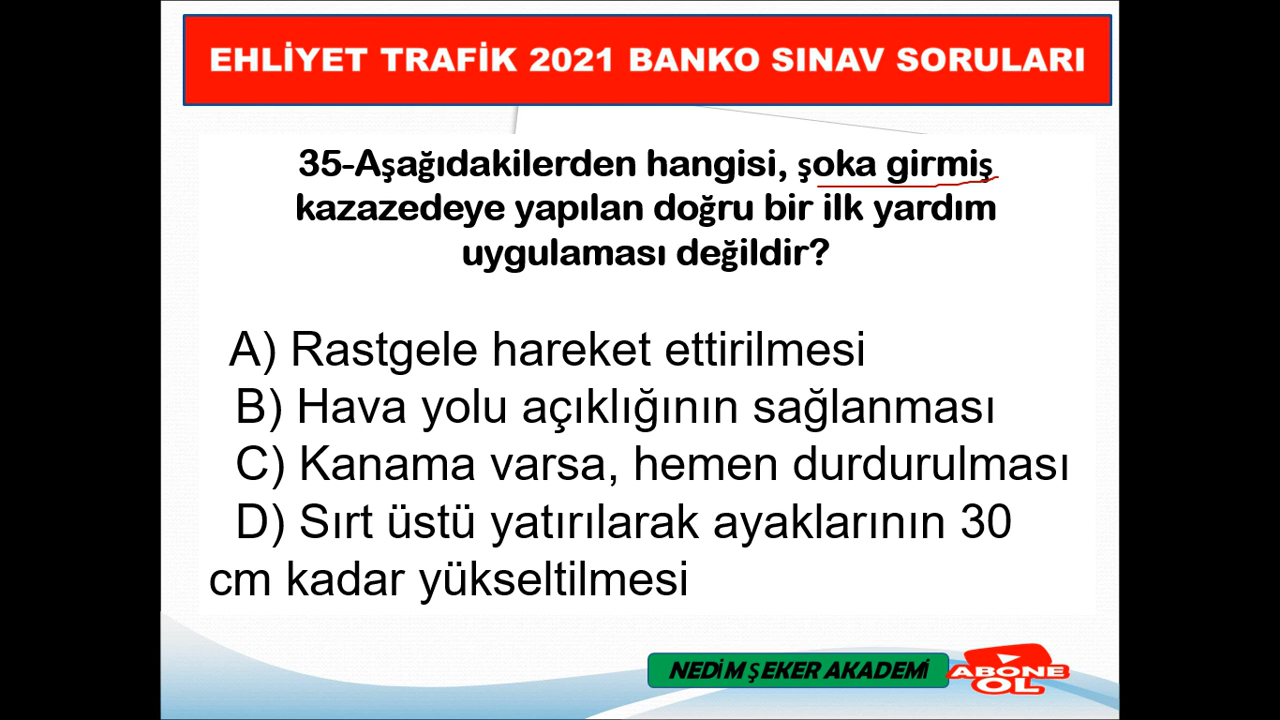 EHLİYET TRAFİK 2021 BANKO SINAV SORULARI
35-Aşağıdakilerden hangisi, şoka girmiş
kazazedeye yapılan doğru bir ilk yardım
uygulaması değildir?
A) Rastgele hareket ettirilmesi
B) Hava yolu açıklığının sağlanması
C) Kanama varsa, hemen durdurulması
D) Sırt üstü yatırılarak ayaklarının 30
cm kadar yükseltilmesi
NEDİM ŞEKER AKADEMİ
ABONE
OL